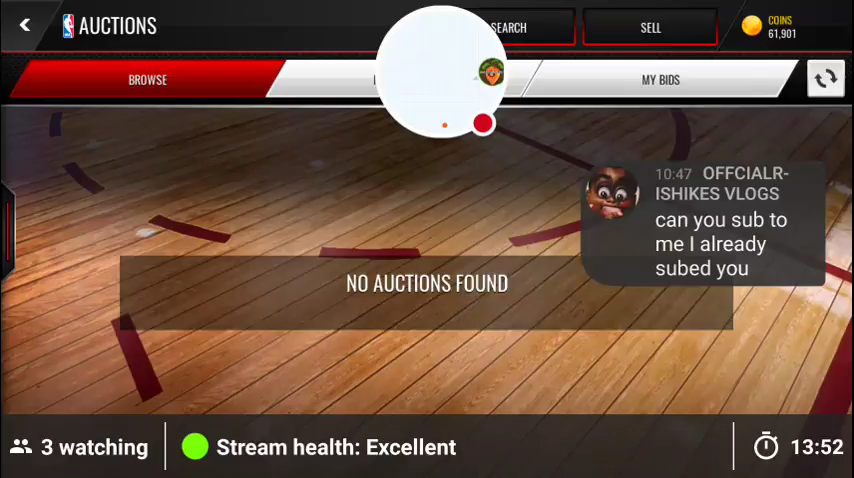 AUCTIONS
SEARCH
SELL
COINS
61,901
BROWSE
MY BIDS
10:47 OFFCIALR-
ISHIKES VLOGS
can you sub to
me I already
subed you
NO AUCTIONS FOUND
3 watching
Stream health: Excellent
13:52